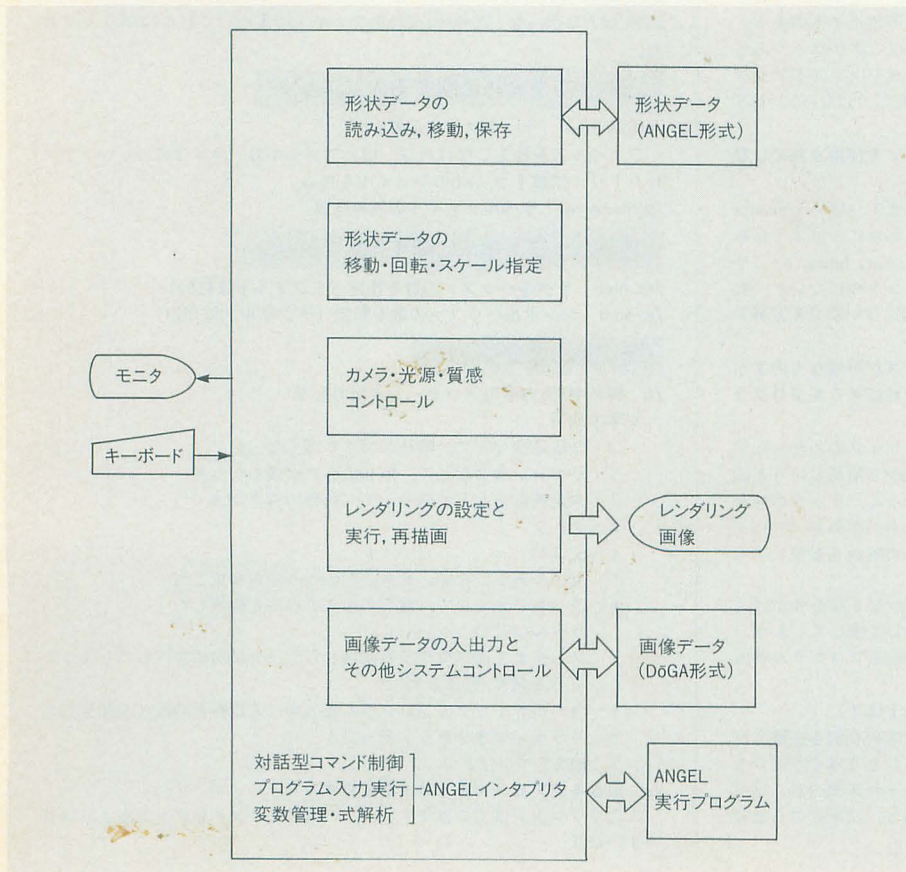 形状データの
読み込み, 移動, 保存
形状データ
(ANGEL形式)
形状データの
移動・回転・スケール指定
モニタ
キーボード
カメラ・光源・質感
コントロール
レンダリングの設定と
実行, 再描画
レンダリング
画像
画像データの入出力と
その他システムコントロール
画像データ
(DōGA形式)
対話型コマンド制御
プログラム入力実行
変数管理・式解析
ANGELインタプリタ
ANGEL
実行プログラム